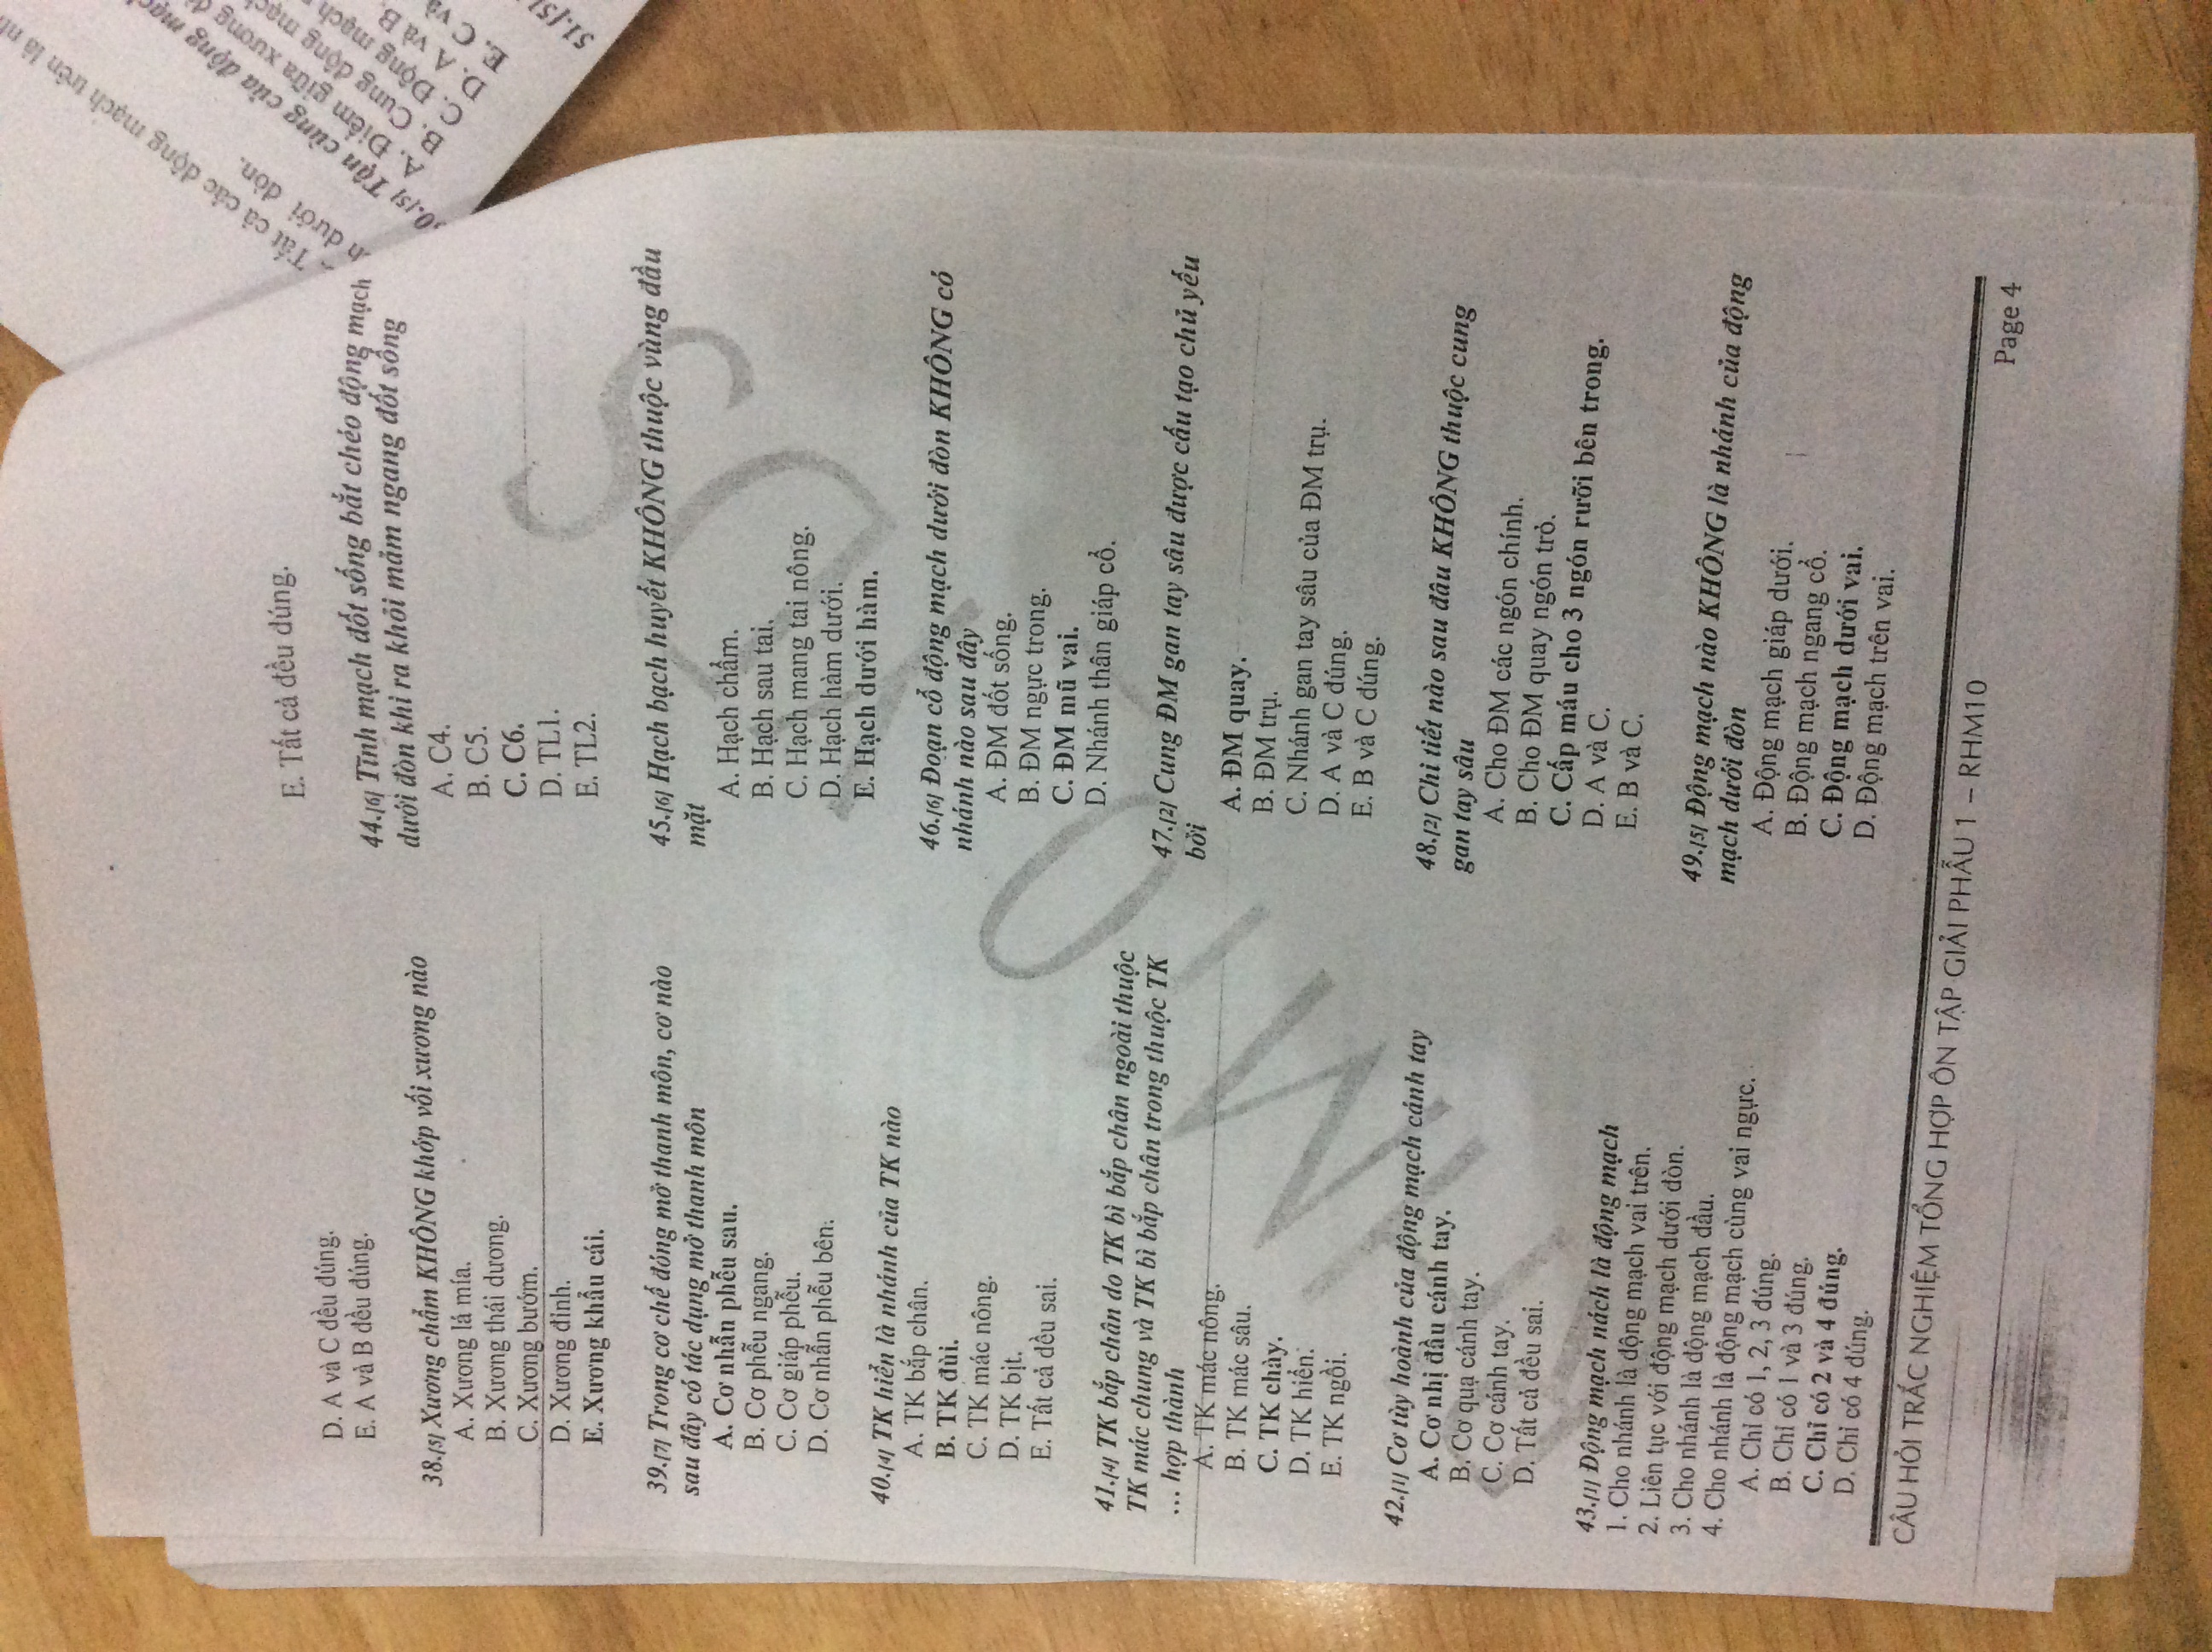 D. A và C đều đúng.
E. A và B đều đúng.
38.[5] Xương chẩm KHÔNG khớp vối xương nào
A. Xương lá mía.
B. Xương thái dương.
C. Xương bướm.
D. Xương đỉnh.
E. Xương khẩu cái.
39.[7] Trong cơ chế đóng mở thanh môn, cơ nào
sau đây có tác dụng mở thanh môn
A. Cơ nhẫn phễu sau.
B. Cơ phễu ngang.
C. Cơ giáp phễu.
D. Cơ nhẫn phễu bên.
40.[4] TK hiển là nhánh của TK nào
A. TK bắp chân.
B. TK đùi.
C. TK mác nông.
D. TK bịt.
E. Tất cả đều sai.
41.[4] TK bắp chân do TK bì bắp chân ngoài thuộc
TK mác chung và TK bì bắp chân trong thuộc TK
... hợp thành
A. TK mác nông.
B. TK mác sâu.
C. TK chày.
D. TK hiển.
E. TK ngồi.
42.[1] Cơ tùy hoành của động mạch cánh tay
A. Cơ nhị đầu cánh tay.
B. Cơ quạ cánh tay.
C. Cơ cánh tay.
D. Tất cả đều sai.
43.[1] Động mạch nách là động mạch
1. Cho nhánh là động mạch vai trên.
2. Liên tục với động mạch dưới đòn.
3. Cho nhánh là động mạch đầu.
4. Cho nhánh là động mạch cùng vai ngực.
A. Chỉ có 1, 2, 3 đúng.
B. Chỉ có 1 và 3 đúng.
C. Chỉ có 2 và 4 đúng.
D. Chỉ có 4 đúng.
E. Tất cả đều đúng.
44.[6] Tĩnh mạch đốt sống bắt chéo động mạch
dưới đòn khi ra khỏi mảm ngang đốt sống
A. C4.
B. C5.
C. C6.
D. TL1.
E. TL2.
45.[6] Hạch bạch huyết KHÔNG thuộc vùng đầu
mặt
A. Hạch chẩm.
B. Hạch sau tai.
C. Hạch mang tai nông.
D. Hạch hàm dưới.
E. Hạch dưới hàm.
46.[6] Đoạn cổ động mạch dưới đòn KHÔNG có
nhánh nào sau đây
A. ĐM đốt sống.
B. ĐM ngực trong.
C. ĐM mũ vai.
D. Nhánh thân giáp cổ.
47.[2] Cung ĐM gan tay sâu được cấu tạo chủ yếu
bởi
A. ĐM quay.
B. ĐM trụ.
C. Nhánh gan tay sâu của ĐM trụ.
D. A và C đúng.
E. B và C đúng.
48.[2] Chi tiết nào sau đâu KHÔNG thuộc cung
gan tay sâu
A. Cho ĐM các ngón chính.
B. Cho ĐM quay ngón trỏ.
C. Cấp máu cho 3 ngón rưỡi bên trong.
D. A và C.
E. B và C.
49.[5] Động mạch nào KHÔNG là nhánh của động
mạch dưới đòn
A. Động mạch giáp dưới.
B. Động mạch ngang cổ.
C. Động mạch dưới vai.
D. Động mạch trên vai.
CÂU HỎI TRẮC NGHIỆM TỔNG HỢP ÔN TẬP GIẢI PHẪU 1 – RHM10
Page 4
Tất cả các động mạch trên là
dưới đòn.
0.[5] Tận cùng của động mạch
A. Điểm giữa xương
B. Cung động mạch
C. Động mạch
D. A và B.
E. C và
51.[5]